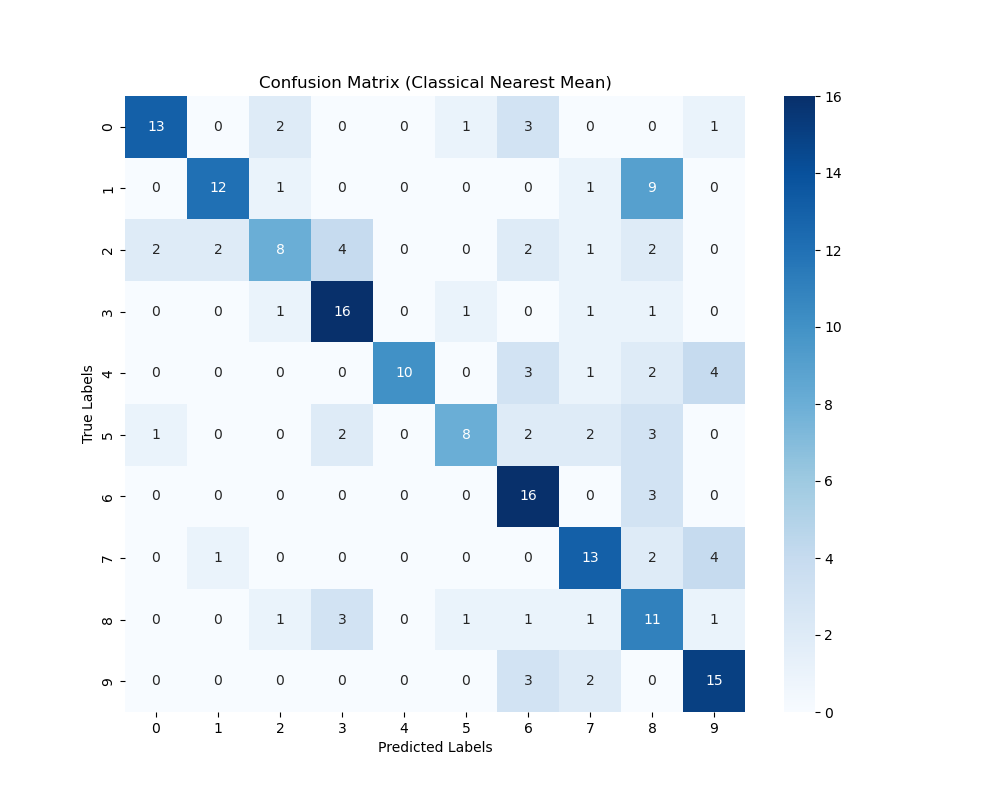 Confusion Matrix (Classical Nearest Mean)
0 13 0 2 0 0 1 3 0 0 1
1 0 12 1 0 0 0 0 1 9 0
2 2 2 8 4 0 0 2 1 2 0
3 0 0 1 16 0 1 0 1 1 0
4 0 0 0 0 10 0 3 1 2 4
5 1 0 0 2 0 8 2 2 3 0
6 0 0 0 0 0 0 16 0 3 0
7 0 1 0 0 0 0 0 13 2 4
8 0 0 1 3 0 1 1 1 11 1
9 0 0 0 0 0 0 3 2 0 15
0 1 2 3 4 5 6 7 8 9
Predicted Labels
True Labels
16
14
12
10
8
6
4
2
0